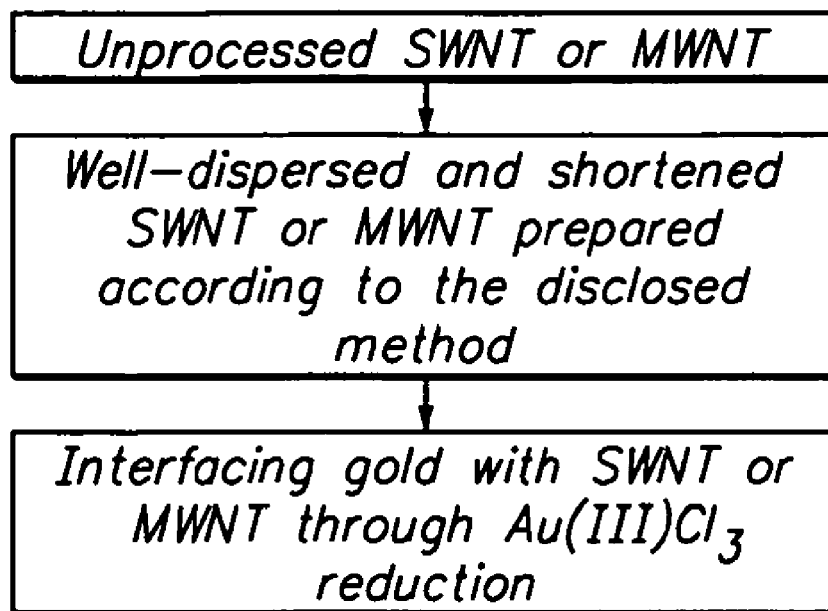 Unprocessed SWNT or MWNT
Well-dispersed and shortened
SWNT or MWNT prepared
according to the disclosed
method
Interfacing gold with SWNT or
MWNT through Au(III)Cl₃
reduction